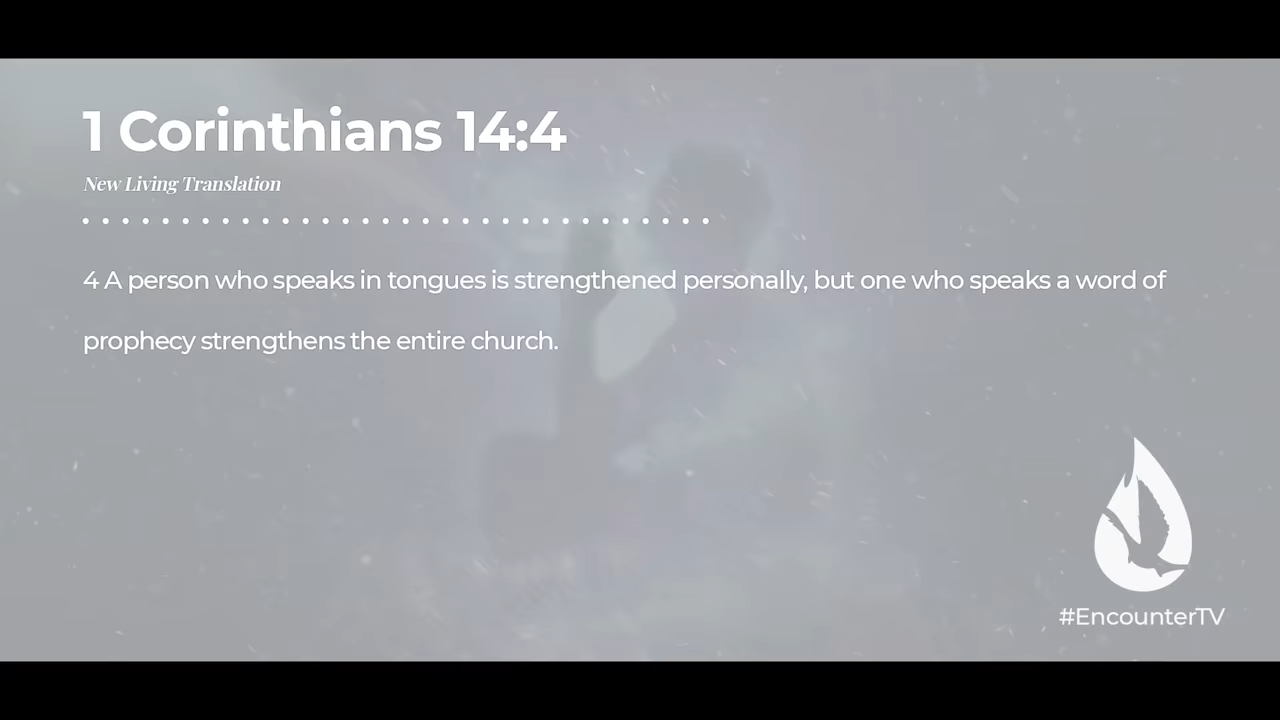 1 Corinthians 14:4
New Living Translation
4 A person who speaks in tongues is strengthened personally, but one who speaks a word of
prophecy strengthens the entire church.
#EncounterTV